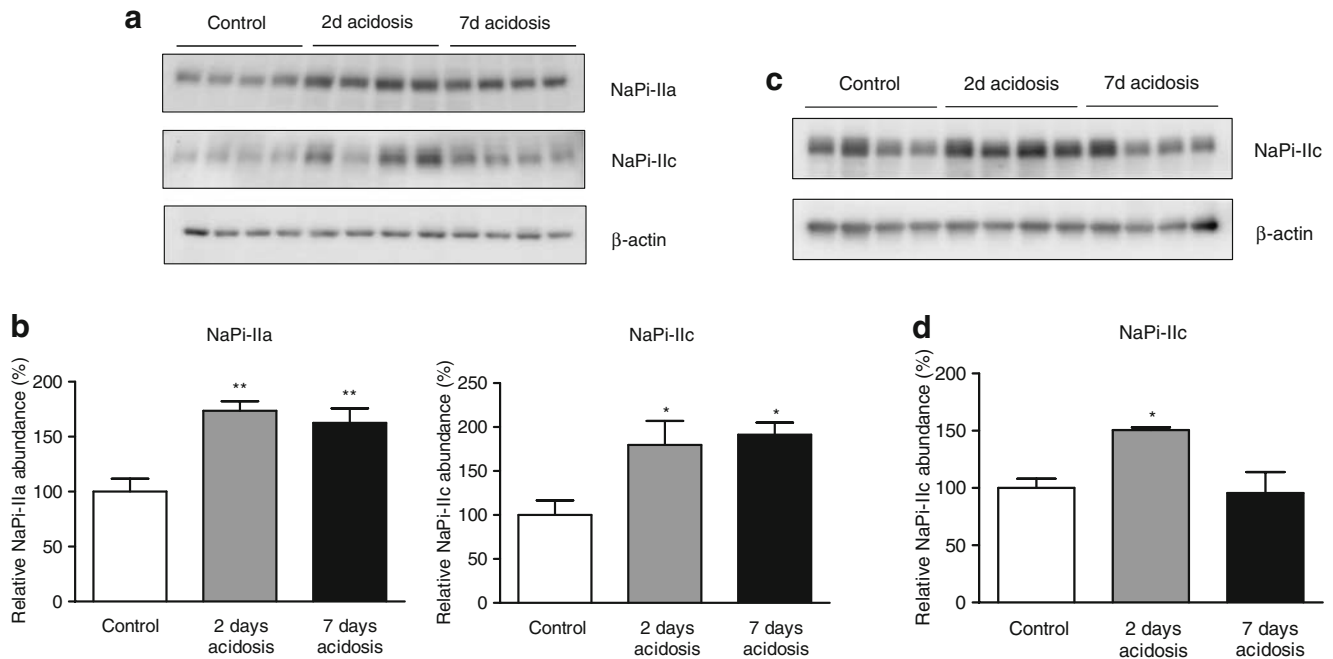 a
Control
2d acidosis
7d acidosis
NaPi-IIa
NaPi-IIc
β-actin
c
Control
2d acidosis
7d acidosis
NaPi-IIc
β-actin
b
NaPi-IIa
Relative NaPi-IIa abundance (%)
200
150
100
50
0
**
**
Control
2 days
acidosis
7 days
acidosis
NaPi-IIc
Relative NaPi-IIc abundance (%)
250
200
150
100
50
0
*
*
Control
2 days
acidosis
7 days
acidosis
d
NaPi-IIc
Relative NaPi-IIc abundance (%)
200
150
100
50
0
*
Control
2 days
acidosis
7 days
acidosis